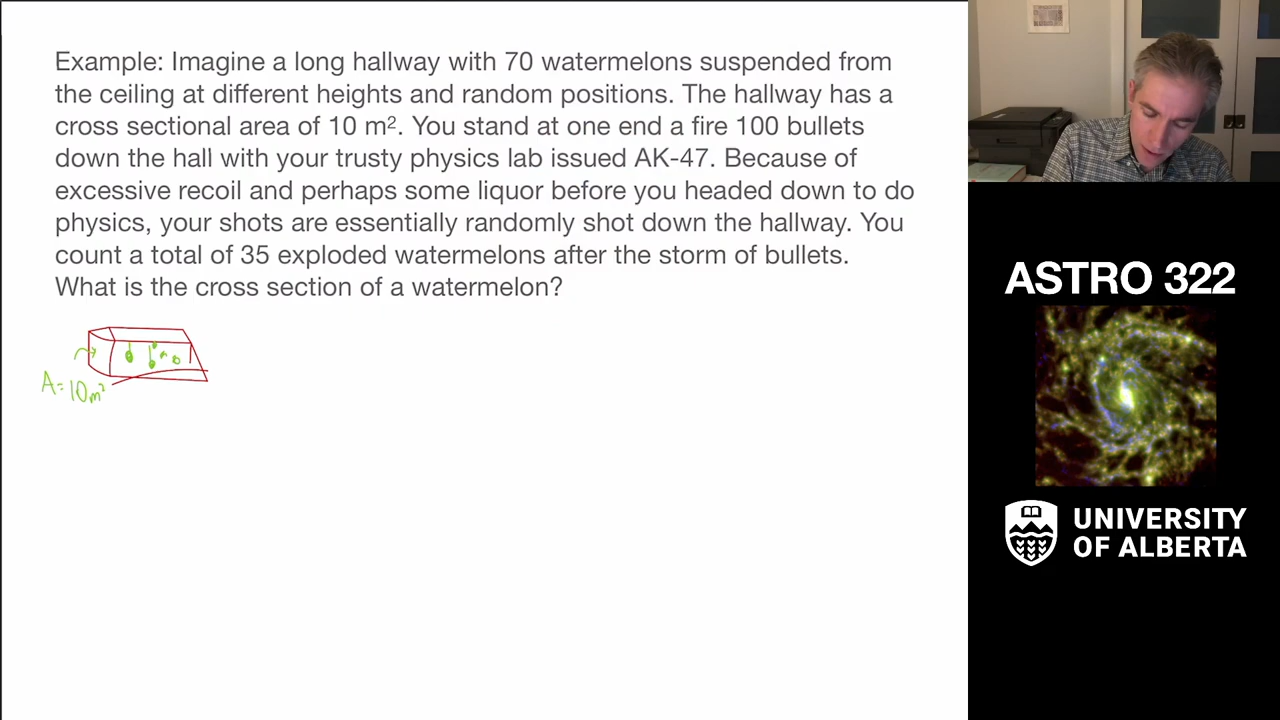 Example: Imagine a long hallway with 70 watermelons suspended from
the ceiling at different heights and random positions. The hallway has a
cross sectional area of 10 m². You stand at one end a fire 100 bullets
down the hall with your trusty physics lab issued AK-47. Because of
excessive recoil and perhaps some liquor before you headed down to do
physics, your shots are essentially randomly shot down the hallway. You
count a total of 35 exploded watermelons after the storm of bullets.
What is the cross section of a watermelon?
A=10m²
ASTRO 322
UNIVERSITY
OF ALBERTA